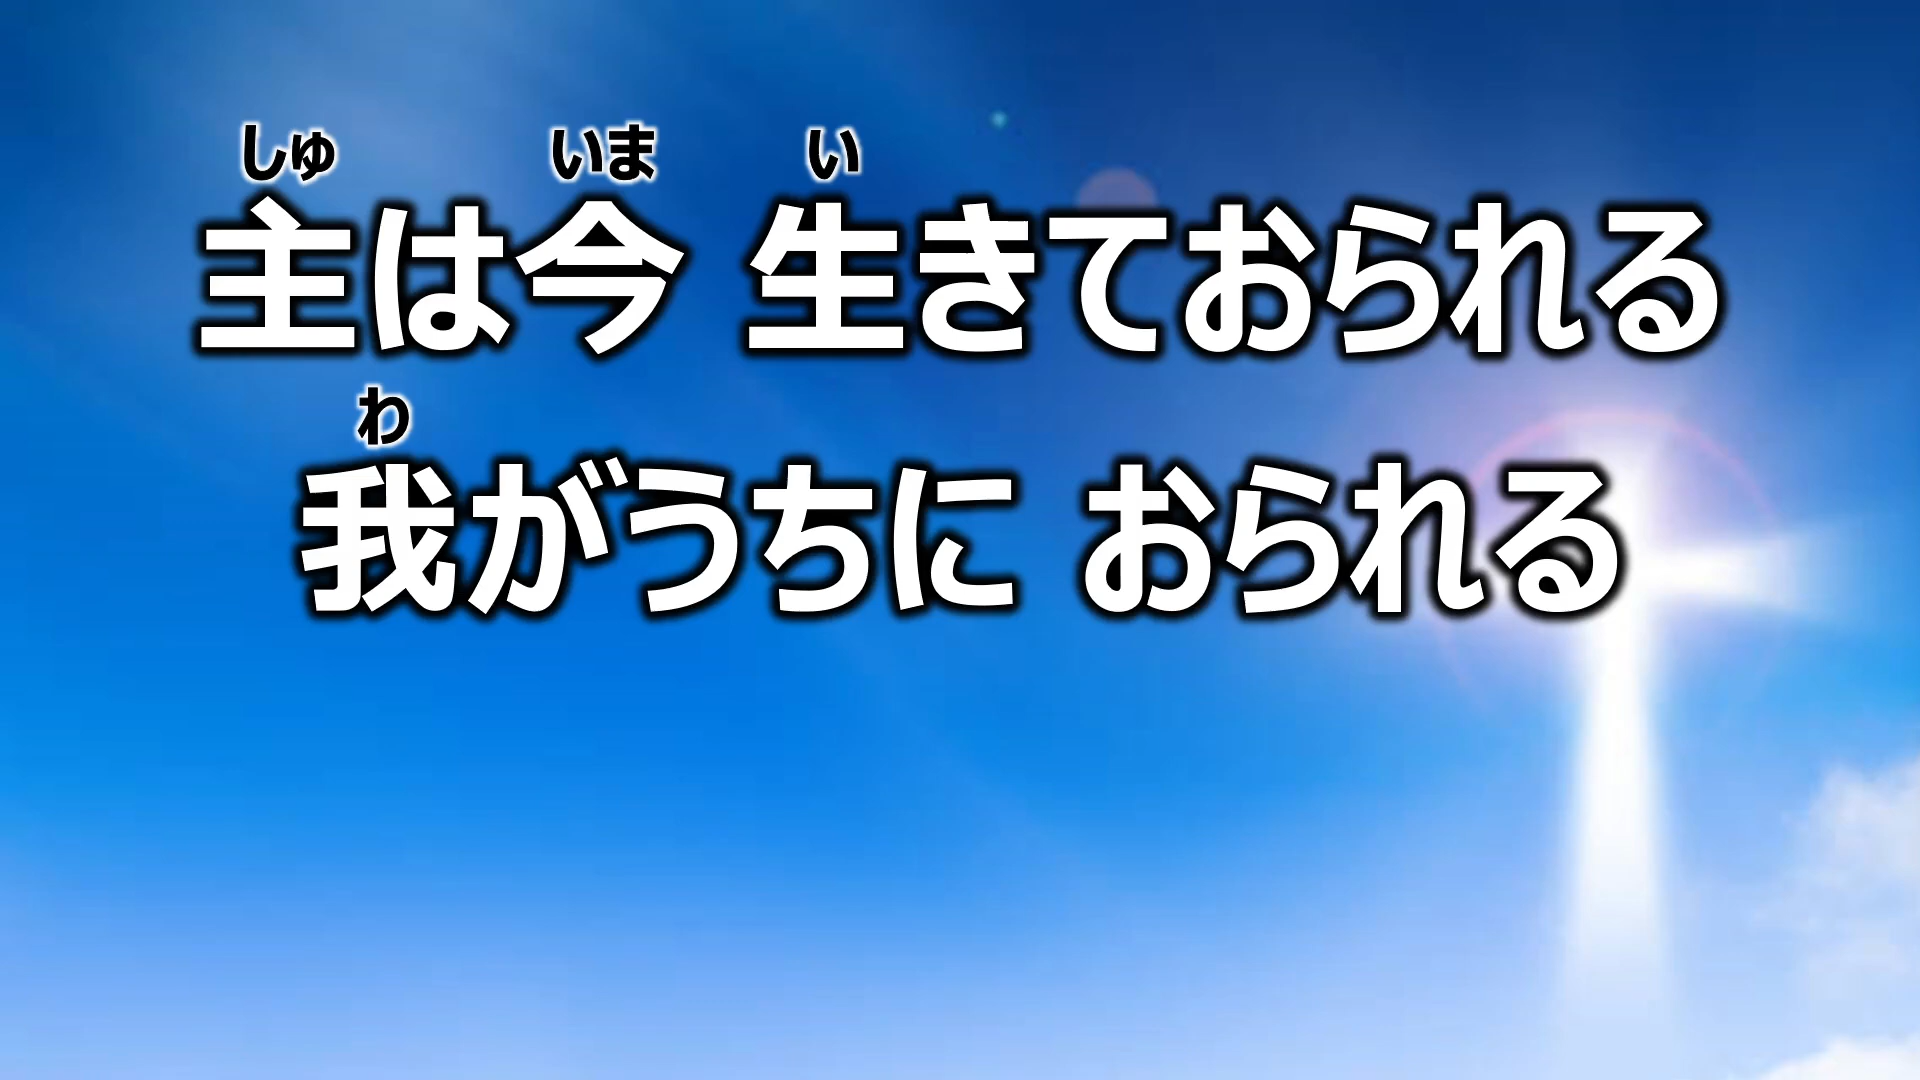 しゅ いま い
主は今 生きておられる
わ
我がうちに おられる